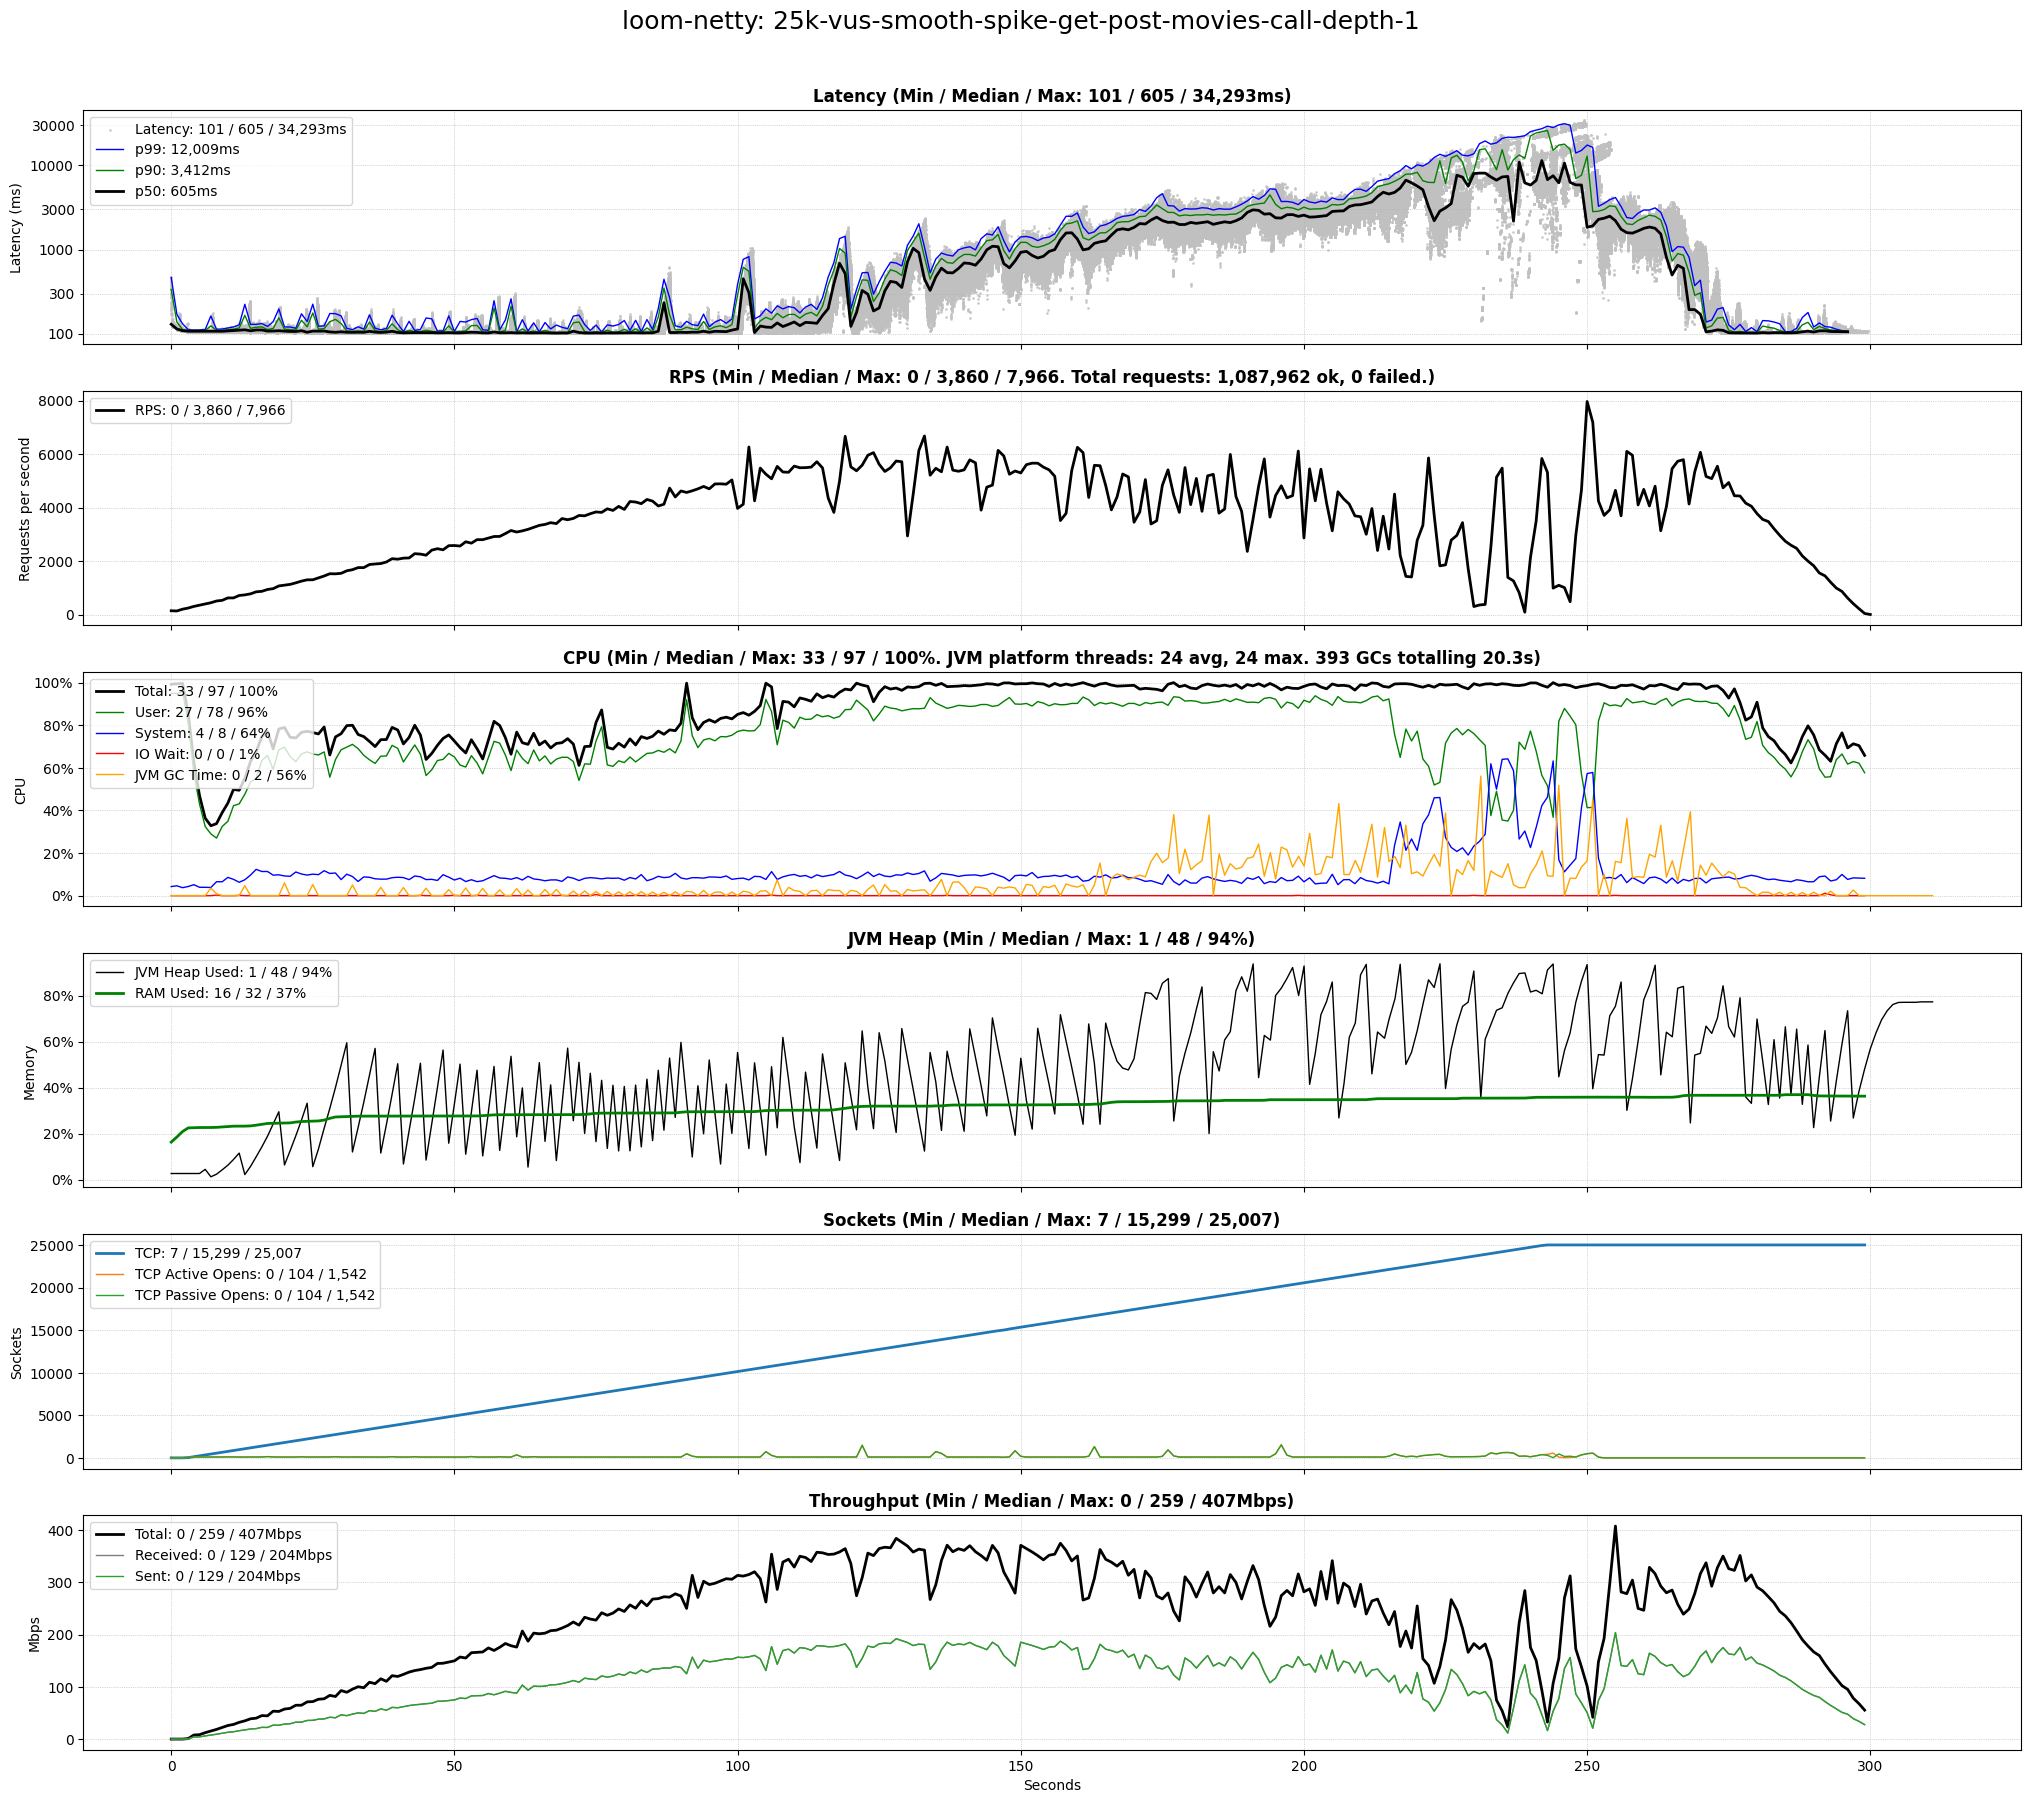 loom-netty: 25k-vus-smooth-spike-get-post-movies-call-depth-1
Latency (Min / Median / Max: 101 / 605 / 34,293ms)
Latency (ms)
30000
10000
3000
1000
300
100
Latency: 101 / 605 / 34,293ms
p99: 12,009ms
p90: 3,412ms
p50: 605ms
RPS (Min / Median / Max: 0 / 3,860 / 7,966. Total requests: 1,087,962 ok, 0 failed.)
Requests per second
8000
6000
4000
2000
0
RPS: 0 / 3,860 / 7,966
CPU (Min / Median / Max: 33 / 97 / 100%. JVM platform threads: 24 avg, 24 max. 393 GCs totalling 20.3s)
CPU
100%
80%
60%
40%
20%
0%
Total: 33 / 97 / 100%
User: 27 / 78 / 96%
System: 4 / 8 / 64%
IO Wait: 0 / 0 / 1%
JVM GC Time: 0 / 2 / 56%
JVM Heap (Min / Median / Max: 1 / 48 / 94%)
Memory
80%
60%
40%
20%
0%
JVM Heap Used: 1 / 48 / 94%
RAM Used: 16 / 32 / 37%
Sockets (Min / Median / Max: 7 / 15,299 / 25,007)
Sockets
25000
20000
15000
10000
5000
0
TCP: 7 / 15,299 / 25,007
TCP Active Opens: 0 / 104 / 1,542
TCP Passive Opens: 0 / 104 / 1,542
Throughput (Min / Median / Max: 0 / 259 / 407Mbps)
Mbps
400
300
200
100
0
Total: 0 / 259 / 407Mbps
Received: 0 / 129 / 204Mbps
Sent: 0 / 129 / 204Mbps
0 50 100 150 200 250 300
Seconds